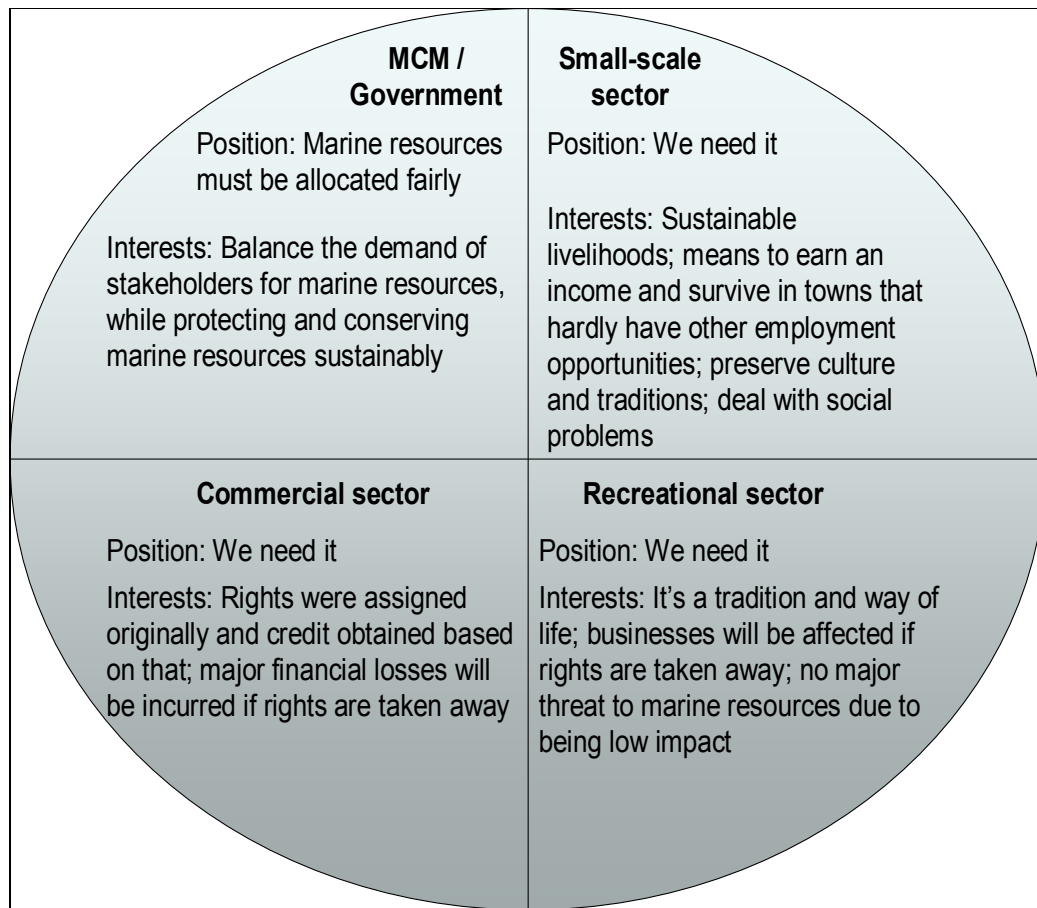 MCM /
Government
Position: Marine resources
must be allocated fairly
Interests: Balance the demand of
stakeholders for marine resources,
while protecting and conserving
marine resources sustainably
Small-scale
sector
Position: We need it
Interests: Sustainable
livelihoods; means to earn an
income and survive in towns that
hardly have other employment
opportunities; preserve culture
and traditions; deal with social
problems
Commercial sector
Position: We need it
Interests: Rights were assigned
originally and credit obtained based
on that; major financial losses will
be incurred if rights are taken away
Recreational sector
Position: We need it
Interests: It’s a tradition and way of
life; businesses will be affected if
rights are taken away; no major
threat to marine resources due to
being low impact